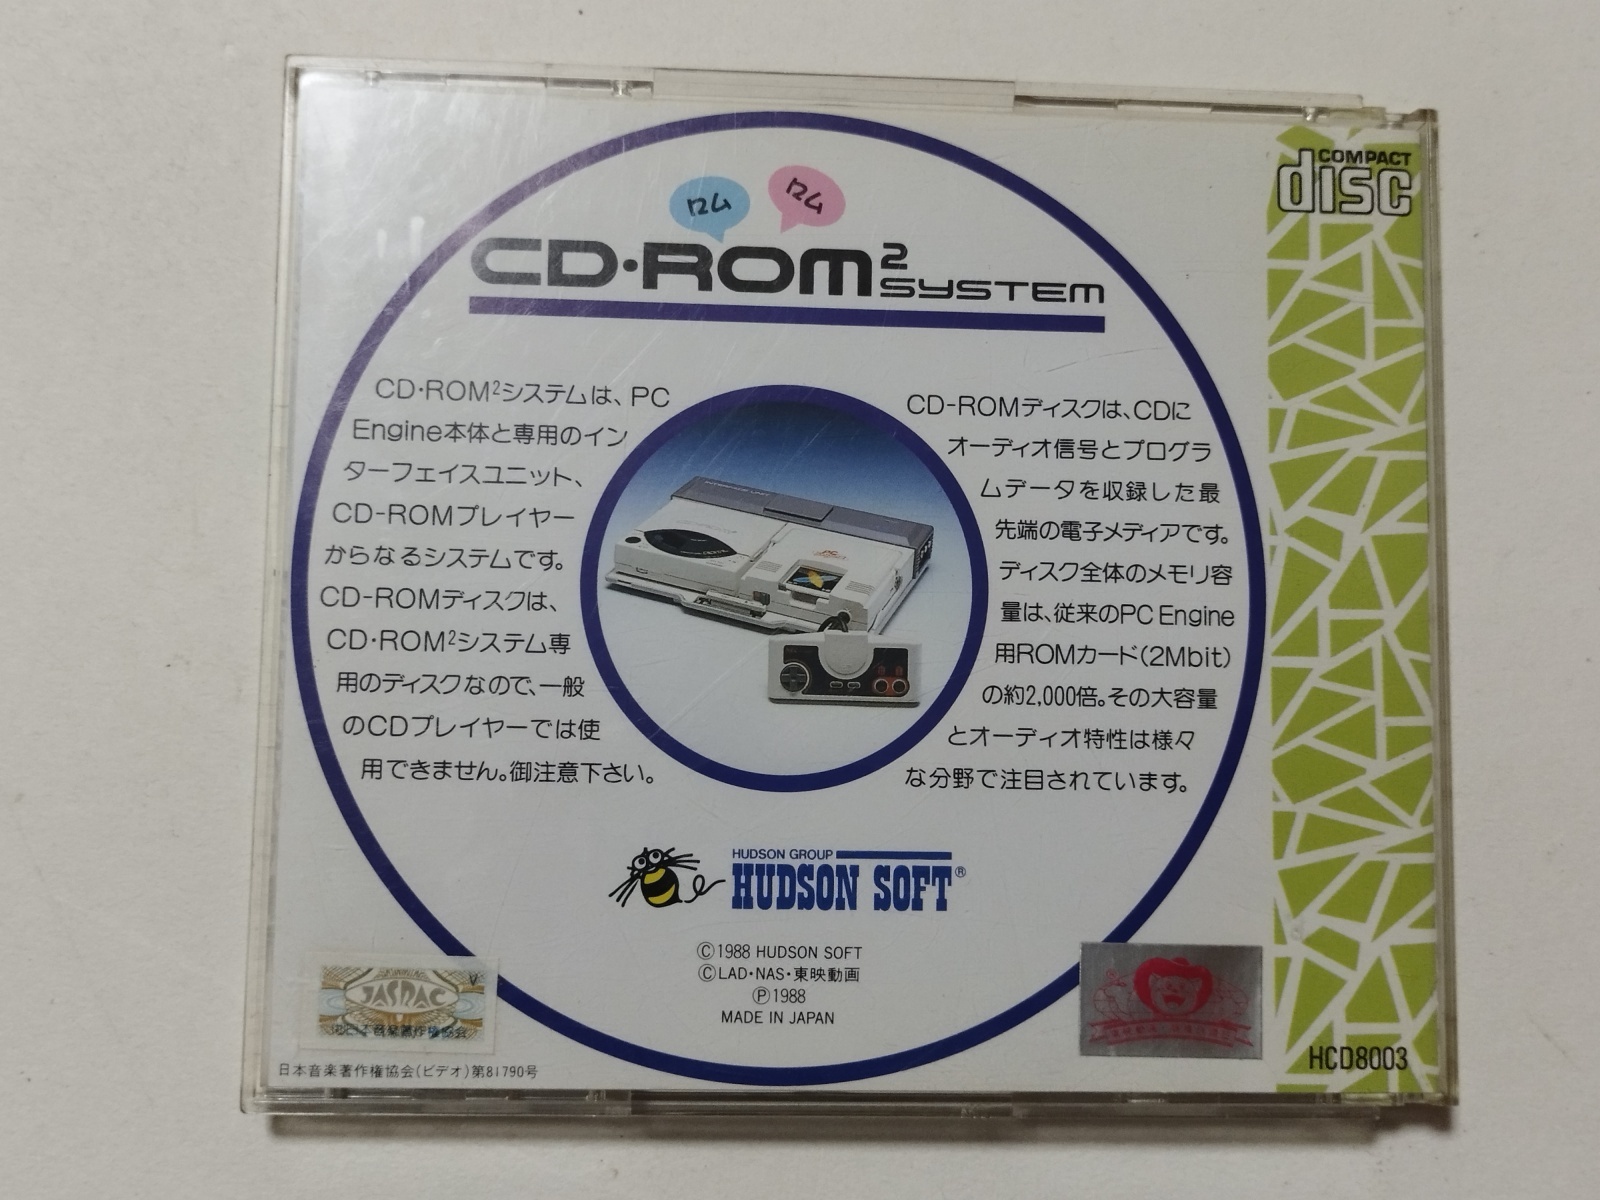 COMPACT
disc
ロム
ロム
CD・ROM²
SYSTEM
CD・ROM²システムは、PC
Engine本体と専用のイン
ターフェイスユニット、
CD-ROMプレイヤー
からなるシステムです。
CD-ROMディスクは、
CD・ROM²システム専
用のディスクなので、一般
のCDプレイヤーでは使
用できません。御注意下さい。
CD-ROMディスクは、CDに
オーディオ信号とプログラ
ムデータを収録した最
先端の電子メディアです。
ディスク全体のメモリ容
量は、従来のPC Engine
用ROMカード(2Mbit)
の約2,000倍。その大容量
とオーディオ特性は様々
な分野で注目されています。
HUDSON GROUP
HUDSON SOFT®
Ⓒ1988 HUDSON SOFT
ⒸLAD・NAS・東映動画
Ⓟ1988
MADE IN JAPAN
JASRAC
日本音楽著作権協会
日本音楽著作権協会(ビデオ)第81790号
HCD8003